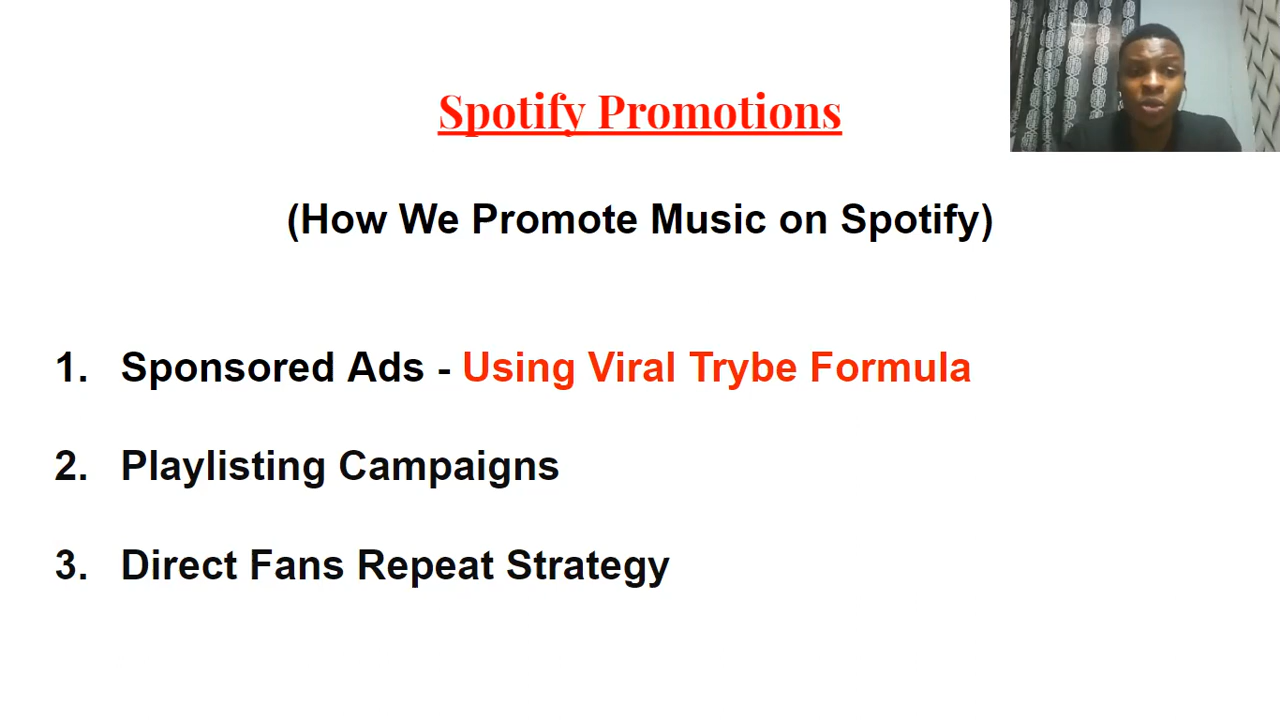 Spotify Promotions
(How We Promote Music on Spotify)
1. Sponsored Ads - Using Viral Trybe Formula
2. Playlisting Campaigns
3. Direct Fans Repeat Strategy